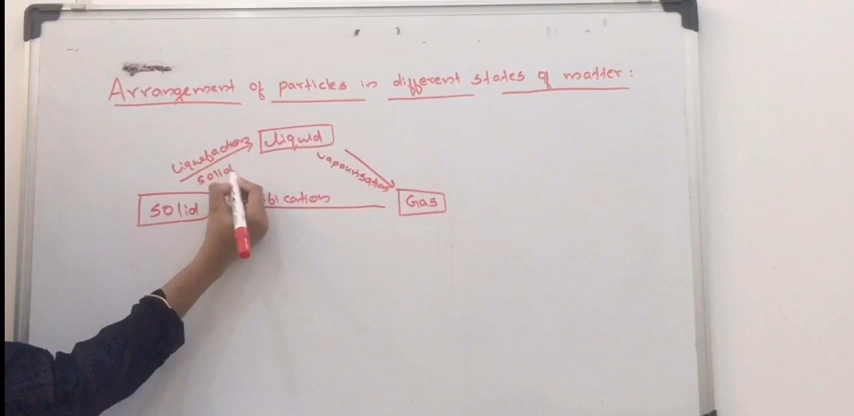 Arrangement of particles in different states of matter:
liquid
liquefaction
vapourisation
solid
solid
Gas